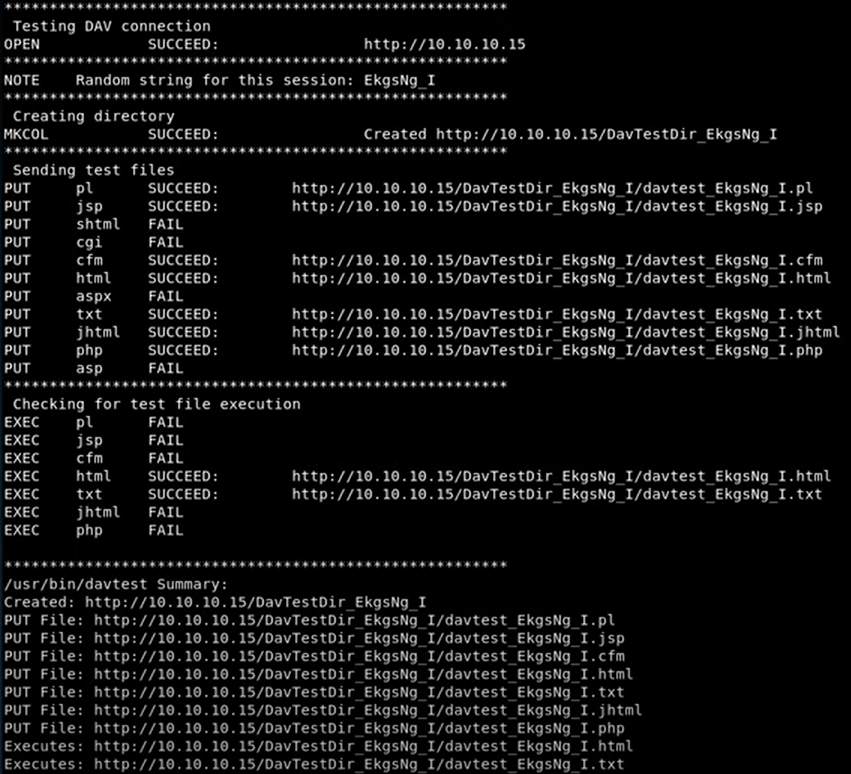 ********************************************************
Testing DAV connection
OPEN SUCCEED: http://10.10.10.15
********************************************************
NOTE Random string for this session: EkgsNg_I
********************************************************
Creating directory
MKCOL SUCCEED: Created http://10.10.10.15/DavTestDir_EkgsNg_I
********************************************************
Sending test files
PUT pl SUCCEED: http://10.10.10.15/DavTestDir_EkgsNg_I/davtest_EkgsNg_I.pl
PUT jsp SUCCEED: http://10.10.10.15/DavTestDir_EkgsNg_I/davtest_EkgsNg_I.jsp
PUT shtml FAIL
PUT cgi FAIL
PUT cfm SUCCEED: http://10.10.10.15/DavTestDir_EkgsNg_I/davtest_EkgsNg_I.cfm
PUT html SUCCEED: http://10.10.10.15/DavTestDir_EkgsNg_I/davtest_EkgsNg_I.html
PUT aspx FAIL
PUT txt SUCCEED: http://10.10.10.15/DavTestDir_EkgsNg_I/davtest_EkgsNg_I.txt
PUT jhtml SUCCEED: http://10.10.10.15/DavTestDir_EkgsNg_I/davtest_EkgsNg_I.jhtml
PUT php SUCCEED: http://10.10.10.15/DavTestDir_EkgsNg_I/davtest_EkgsNg_I.php
PUT asp FAIL
********************************************************
Checking for test file execution
EXEC pl FAIL
EXEC jsp FAIL
EXEC cfm FAIL
EXEC html SUCCEED: http://10.10.10.15/DavTestDir_EkgsNg_I/davtest_EkgsNg_I.html
EXEC txt SUCCEED: http://10.10.10.15/DavTestDir_EkgsNg_I/davtest_EkgsNg_I.txt
EXEC jhtml FAIL
EXEC php FAIL
********************************************************
/usr/bin/davtest Summary:
Created: http://10.10.10.15/DavTestDir_EkgsNg_I
PUT File: http://10.10.10.15/DavTestDir_EkgsNg_I/davtest_EkgsNg_I.pl
PUT File: http://10.10.10.15/DavTestDir_EkgsNg_I/davtest_EkgsNg_I.jsp
PUT File: http://10.10.10.15/DavTestDir_EkgsNg_I/davtest_EkgsNg_I.cfm
PUT File: http://10.10.10.15/DavTestDir_EkgsNg_I/davtest_EkgsNg_I.html
PUT File: http://10.10.10.15/DavTestDir_EkgsNg_I/davtest_EkgsNg_I.txt
PUT File: http://10.10.10.15/DavTestDir_EkgsNg_I/davtest_EkgsNg_I.jhtml
PUT File: http://10.10.10.15/DavTestDir_EkgsNg_I/davtest_EkgsNg_I.php
Executes: http://10.10.10.15/DavTestDir_EkgsNg_I/davtest_EkgsNg_I.html
Executes: http://10.10.10.15/DavTestDir_EkgsNg_I/davtest_EkgsNg_I.txt